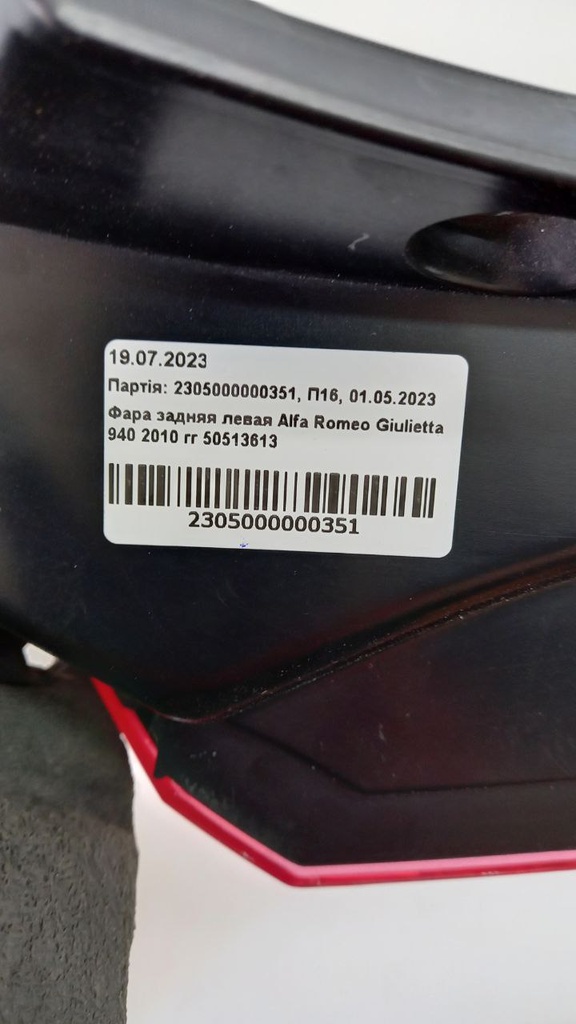 19.07.2023
Партія: 2305000000351, П16, 01.05.2023
Фара задняя левая Alfa Romeo Giulietta
940 2010 гг 50513613
2305000000351